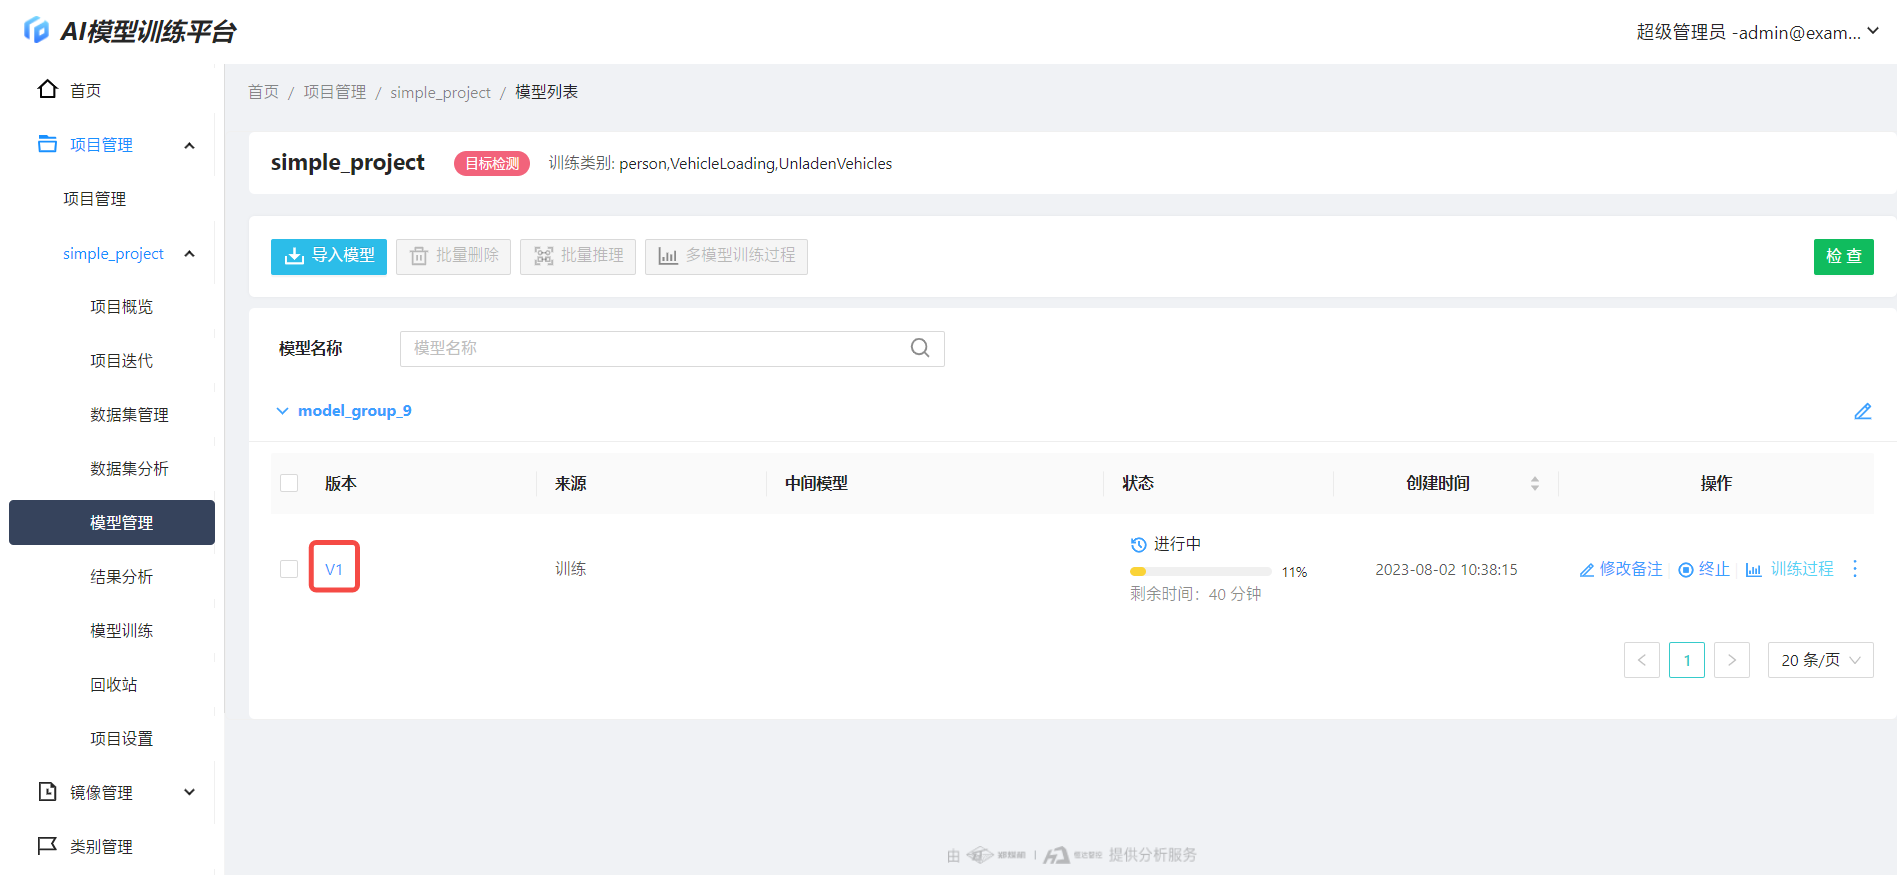 AI模型训练平台
超级管理员 -admin@exam...
首页
项目管理
项目管理
simple_project
项目概览
项目迭代
数据集管理
数据集分析
模型管理
结果分析
模型训练
回收站
项目设置
镜像管理
类别管理
首页 / 项目管理 / simple_project / 模型列表
simple_project 目标检测 训练类别: person,VehicleLoading,UnladenVehicles
导入模型 批量删除 批量推理 多模型训练过程 检 查
模型名称 模型名称
model_group_9
版本 来源 中间模型 状态 创建时间 操作
V1 训练 进行中 11% 2023-08-02 10:38:15 修改备注 终止 训练过程
剩余时间：40 分钟
< 1 > 20 条/页
由 | 提供分析服务